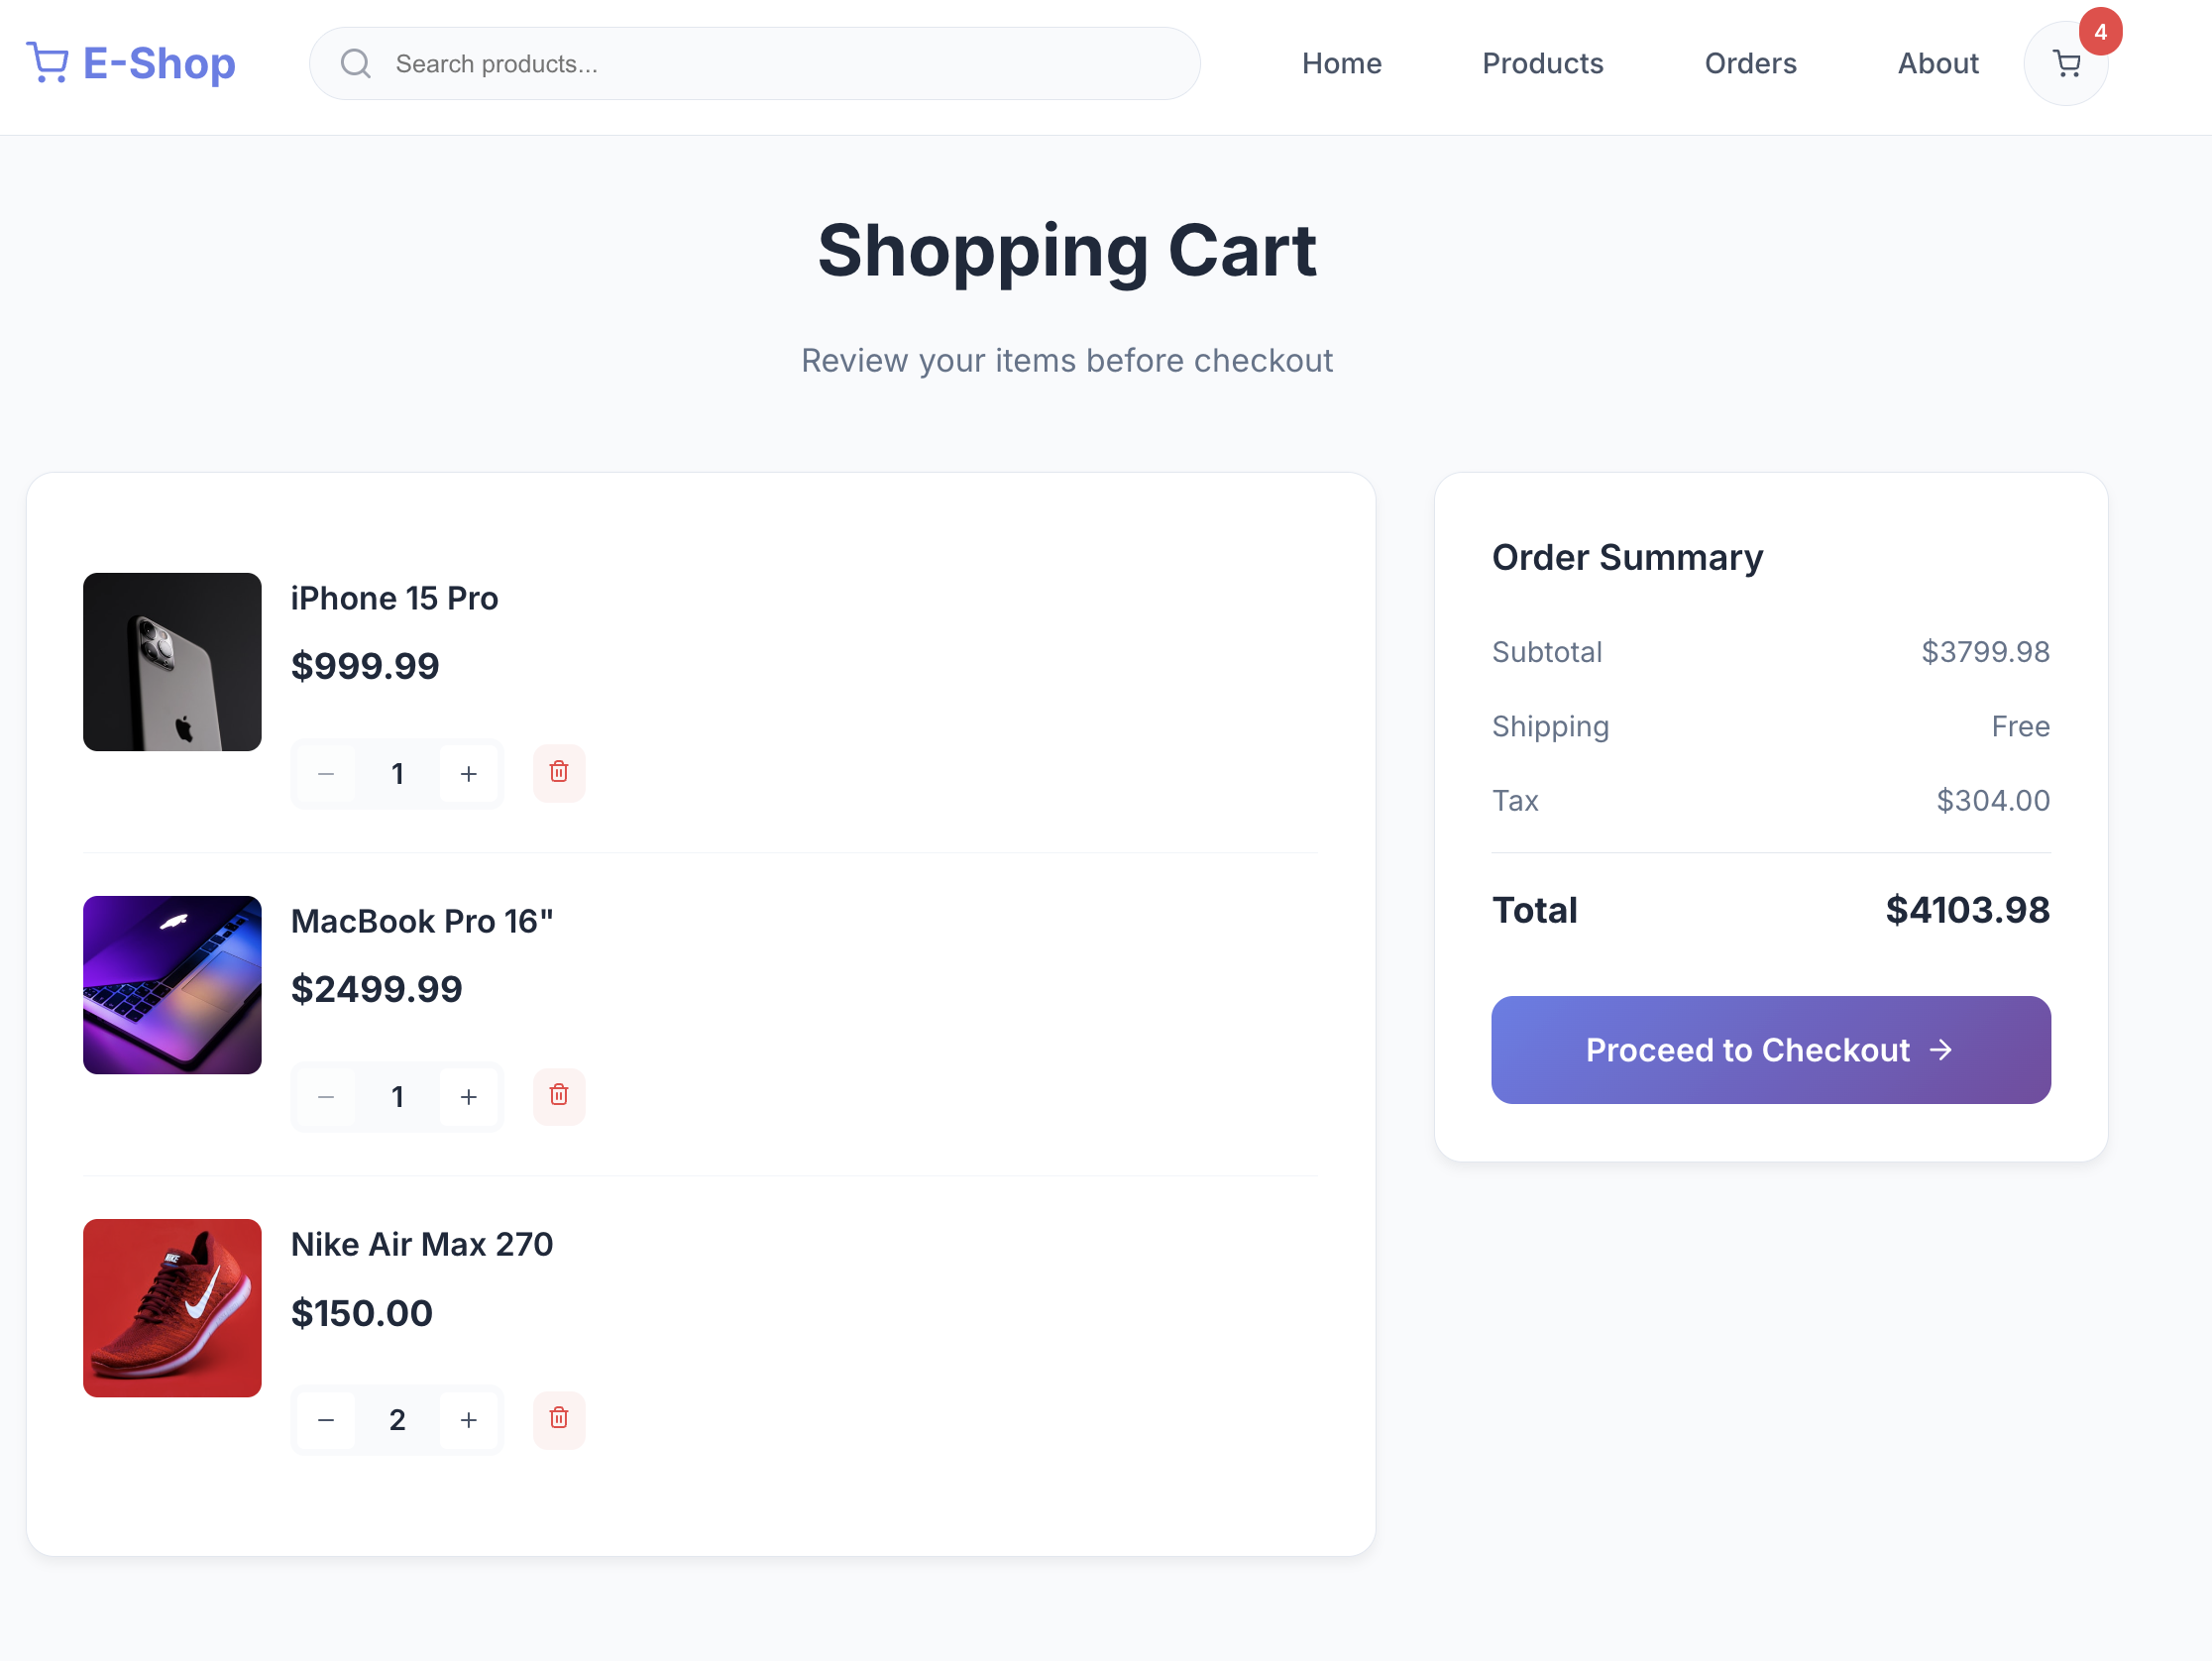 E-Shop
Search products...
Home
Products
Orders
About
4
Shopping Cart
Review your items before checkout
iPhone 15 Pro
$999.99
− 1 +
MacBook Pro 16"
$2499.99
− 1 +
Nike Air Max 270
$150.00
− 2 +
Order Summary
Subtotal $3799.98
Shipping Free
Tax $304.00
Total $4103.98
Proceed to Checkout →